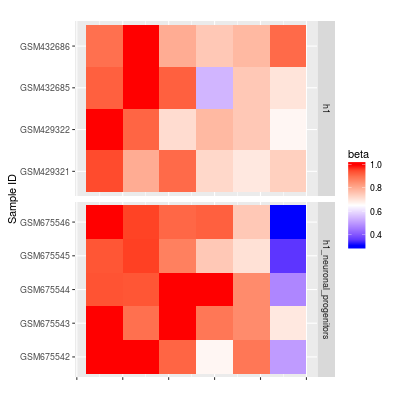 GSM432686
GSM432685
GSM429322
GSM429321
h1
GSM675546
GSM675545
GSM675544
GSM675543
GSM675542
h1_neuronal_progenitors
Sample ID
beta
1.0
0.8
0.6
0.4